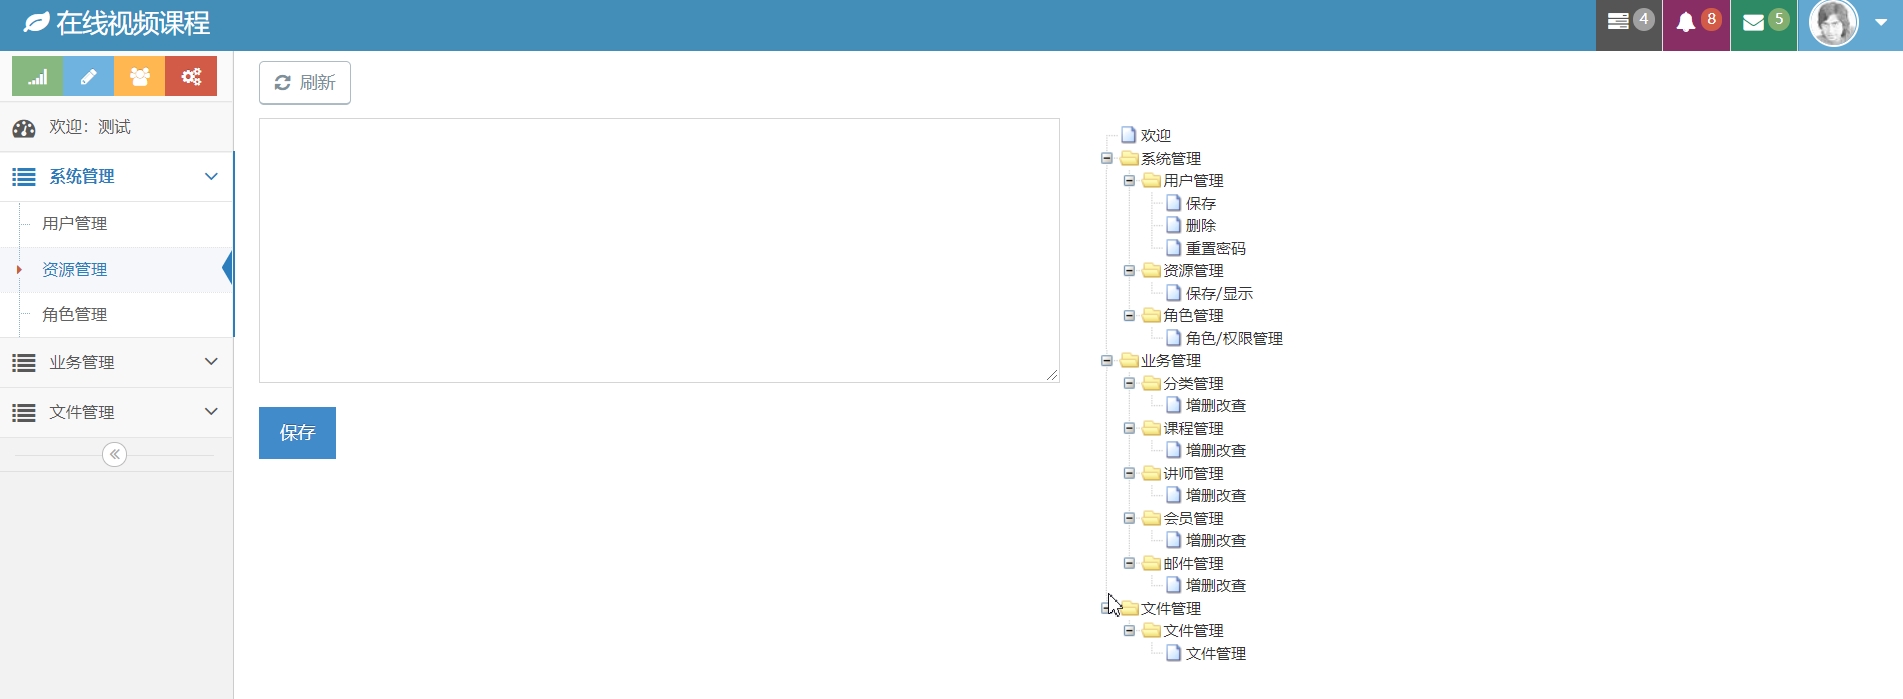 在线视频课程
4
8
5
刷新
欢迎：测试
系统管理
用户管理
资源管理
角色管理
业务管理
文件管理
保存
欢迎
系统管理
用户管理
保存
删除
重置密码
资源管理
保存/显示
角色管理
角色/权限管理
业务管理
分类管理
增删改查
课程管理
增删改查
讲师管理
增删改查
会员管理
增删改查
邮件管理
增删改查
文件管理
文件管理
文件管理